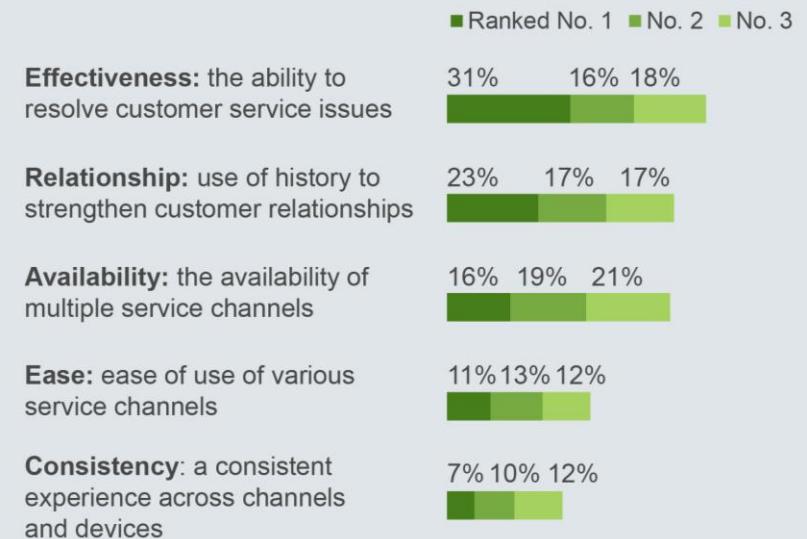 Ranked No. 1 No. 2 No. 3
Effectiveness: the ability to
resolve customer service issues
31% 16% 18%
Relationship: use of history to
strengthen customer relationships
23% 17% 17%
Availability: the availability of
multiple service channels
16% 19% 21%
Ease: ease of use of various
service channels
11% 13% 12%
Consistency: a consistent
experience across channels
and devices
7% 10% 12%